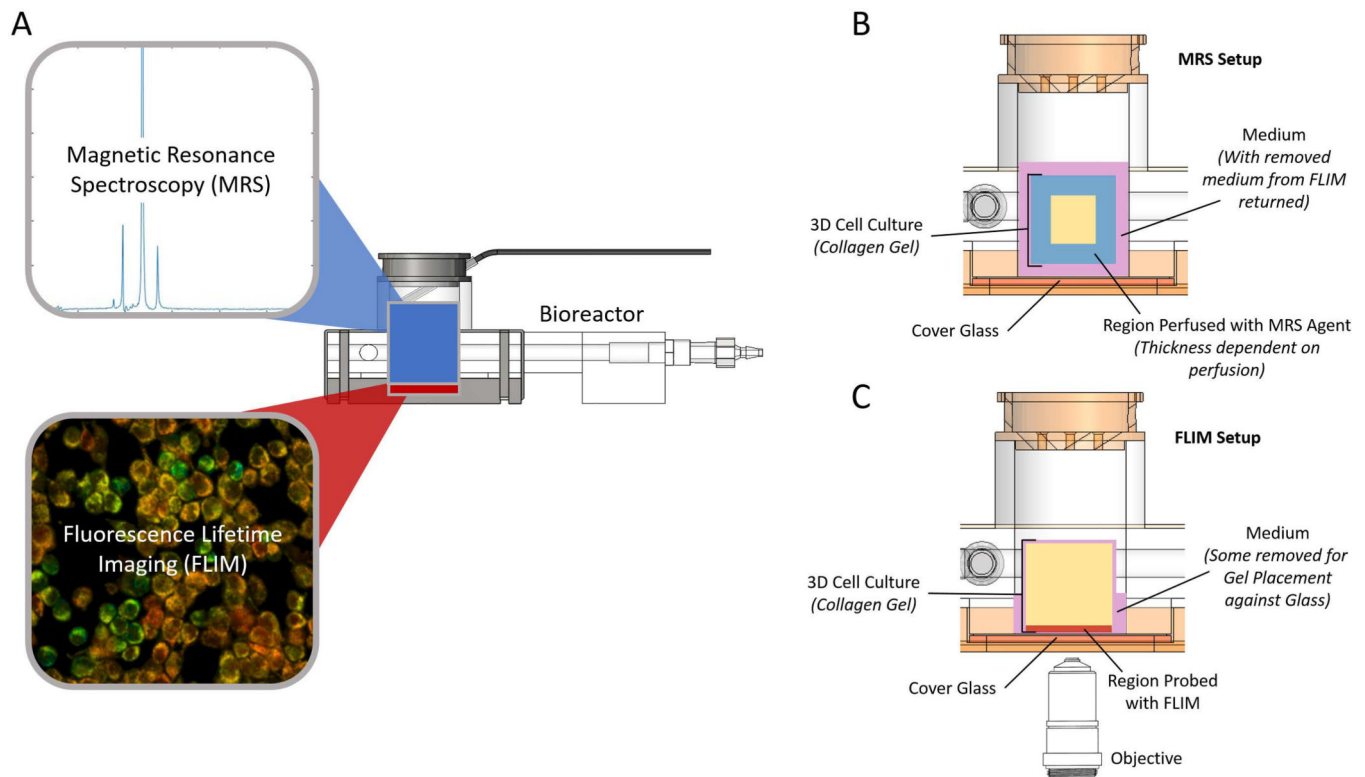 A
Magnetic Resonance
Spectroscopy (MRS)
Bioreactor
Fluorescence Lifetime
Imaging (FLIM)
B
MRS Setup
Medium
(With removed
medium from FLIM
returned)
3D Cell Culture
(Collagen Gel)
Cover Glass
Region Perfused with MRS Agent
(Thickness dependent on
perfusion)
C
FLIM Setup
Medium
(Some removed for
Gel Placement
against Glass)
3D Cell Culture
(Collagen Gel)
Cover Glass
Region Probed
with FLIM
Objective